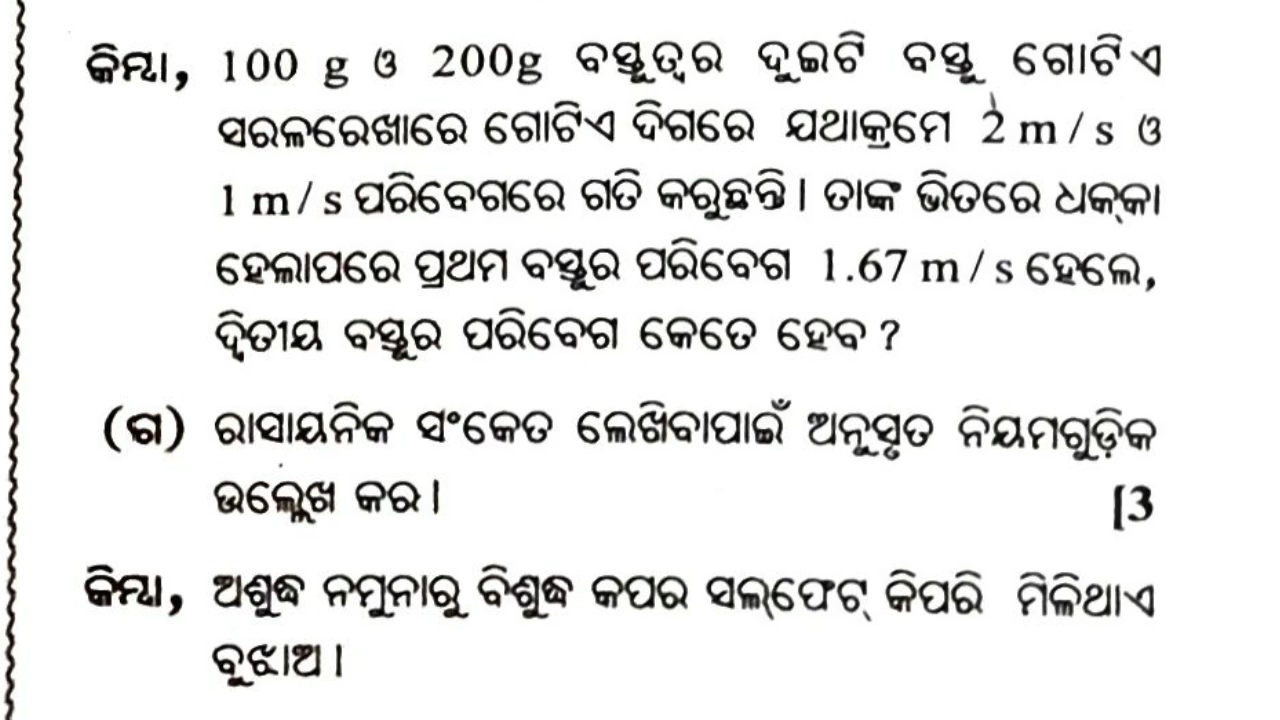 କିମ୍ବା, 100 g ଓ 200g ବସ୍ତୁତ୍ୱର ଦୁଇଟି ବସ୍ତୁ ଗୋଟିଏ
ସରଳରେଖାରେ ଗୋଟିଏ ଦିଗରେ ଯଥାକ୍ରମେ 2 m / s ଓ
1 m / s ପରିବେଗରେ ଗତି କରୁଛନ୍ତି। ତାଙ୍କ ଭିତରେ ଧକ୍‌କା
ହେଲାପରେ ପ୍ରଥମ ବସ୍ତୁର ପରିବେଗ 1.67 m / s ହେଲେ,
ଦ୍ୱିତୀୟ ବସ୍ତୁର ପରିବେଗ କେତେ ହେବ ?
(ଗ) ରାସାୟନିକ ସଂକେତ ଲେଖିବାପାଇଁ ଅନୁସୃତ ନିୟମଗୁଡ଼ିକ
ଉଲ୍ଲେଖ କର। [3
କିମ୍ବା, ଅଶୁଦ୍ଧ ନମୁନାରୁ ବିଶୁଦ୍ଧ କପର ସଲ୍‌ଫେଟ୍ କିପରି ମିଳିଥାଏ
ବୁଝାଅ।